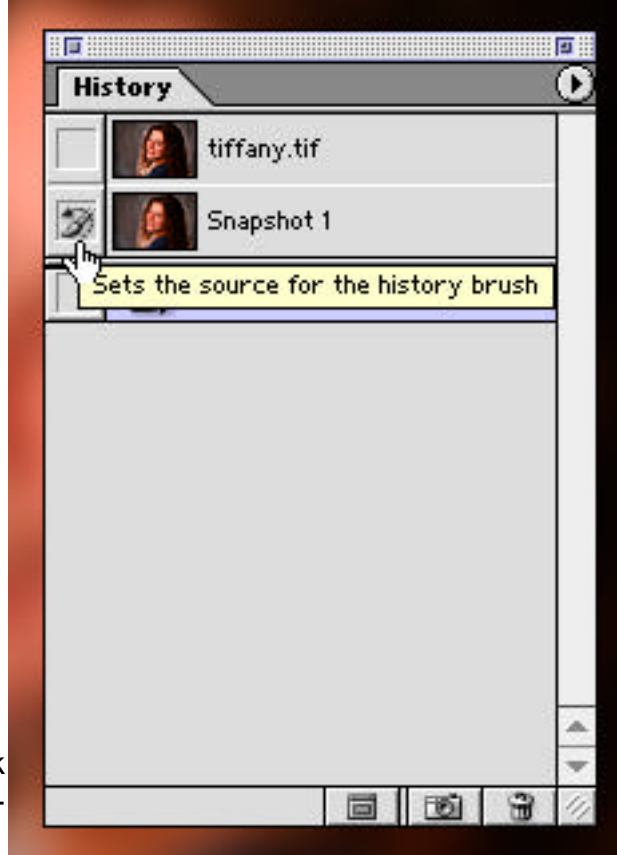 History
tiffany.tif
Snapshot 1
Sets the source for the history brush
k
-